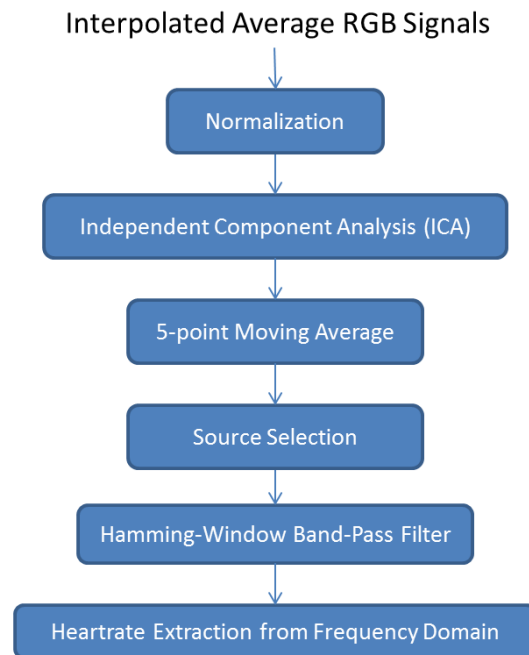 Interpolated Average RGB Signals
Normalization
Independent Component Analysis (ICA)
5-point Moving Average
Source Selection
Hamming-Window Band-Pass Filter
Heartrate Extraction from Frequency Domain